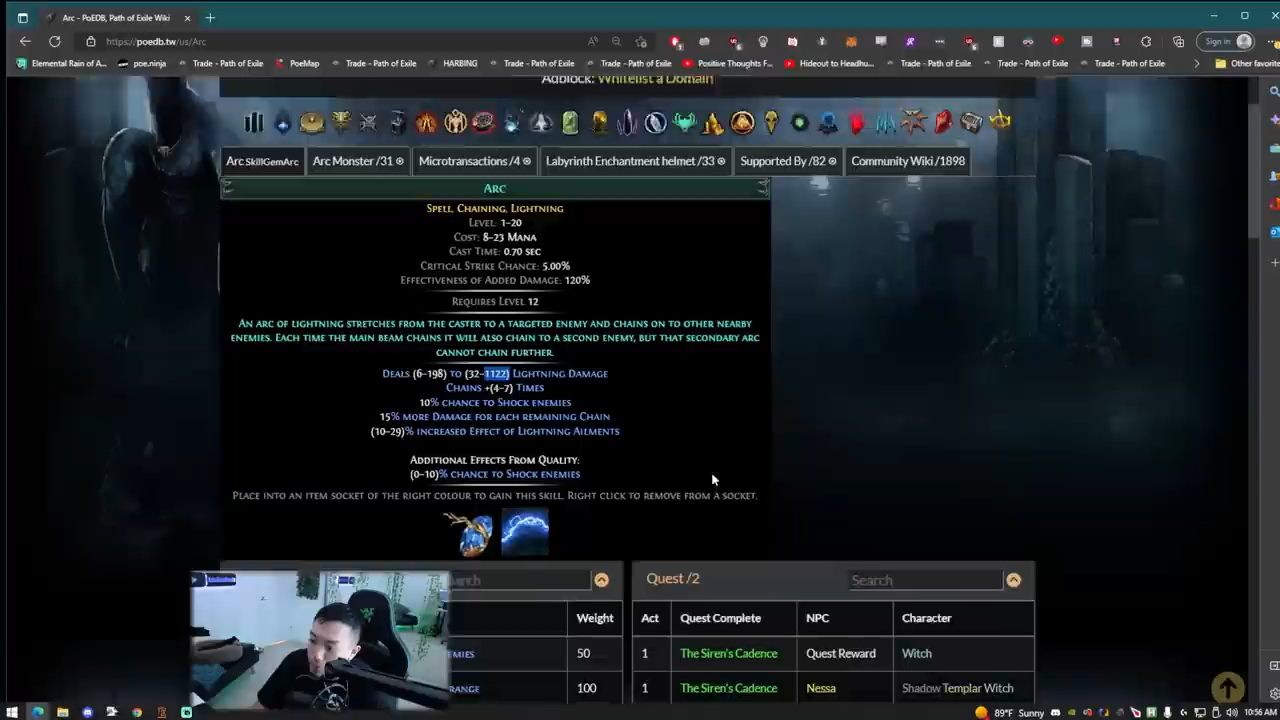 Arc - PoEDB, Path of Exile Wiki
https://poedb.tw/us/Arc
Sign in
Elemental Rain of A...
poe.ninja
Trade - Path of Exile
PoeMap
Trade - Path of Exile
HARBING
Trade - Path of Exile
Trade - Path of Exile
Positive Thoughts F...
Hideout to Headhu...
Trade - Path of Exile
Trade - Path of Exile
Trade - Path of Exile
Other favorite
Adblock: Whitelist a Domain
Arc SkillGemArc
Arc Monster /31
Microtransactions /4
Labyrinth Enchantment helmet /33
Supported By /82
Community Wiki /1898
Arc
Spell, Chaining, Lightning
Level: 1–20
Cost: 8–23 Mana
Cast Time: 0.70 sec
Critical Strike Chance: 5.00%
Effectiveness of Added Damage: 120%
Requires Level 12
An arc of lightning stretches from the caster to a targeted enemy and chains on to other nearby
enemies. Each time the main beam chains it will also chain to a second enemy, but that secondary arc
cannot chain further.
Deals (6–198) to (32–1122) Lightning Damage
Chains +(4–7) Times
10% chance to Shock enemies
15% more Damage for each remaining Chain
(10–29)% increased Effect of Lightning Ailments
Additional Effects From Quality:
(0–10)% chance to Shock enemies
Place into an item socket of the right colour to gain this skill. Right click to remove from a socket.
Search
Weight
50
100
Quest /2
Search
Act Quest Complete NPC Character
1 The Siren's Cadence Quest Reward Witch
1 The Siren's Cadence Nessa Shadow Templar Witch
89°F Sunny
10:56 AM